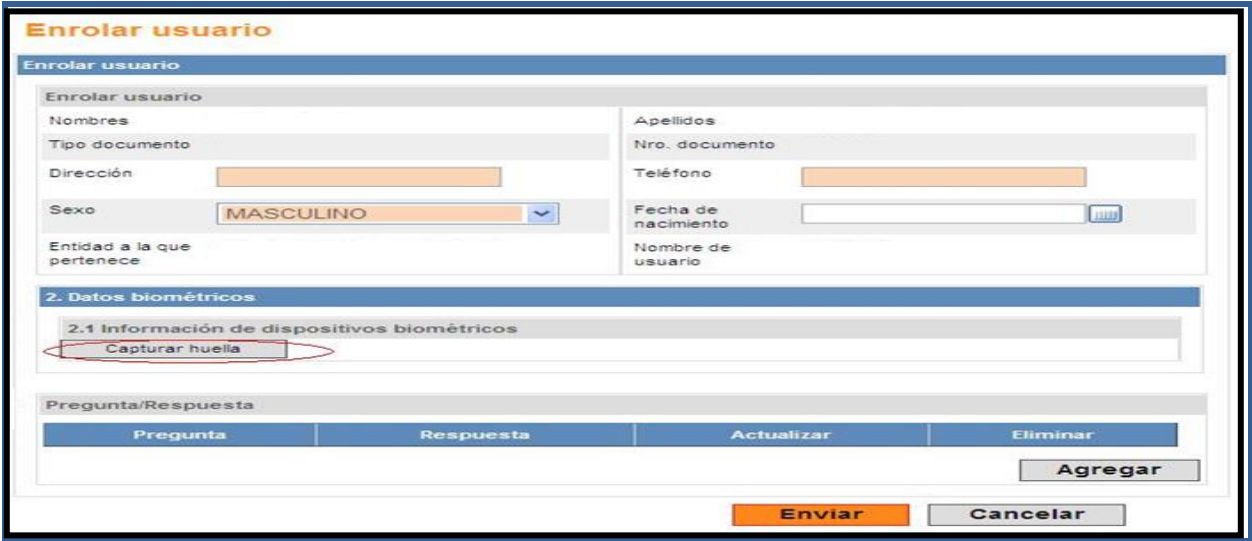 Enrolar usuario
Enrolar usuario
Enrolar usuario
Nombres
Apellidos
Tipo documento
Nro. documento
Dirección
Teléfono
Sexo
MASCULINO
Fecha de
nacimiento
Entidad a la que
pertenece
Nombre de
usuario
2. Datos biométricos
2.1 Información de dispositivos biométricos
Capturar huella
Pregunta/Respuesta
Pregunta Respuesta Actualizar Eliminar
Agregar
Enviar Cancelar